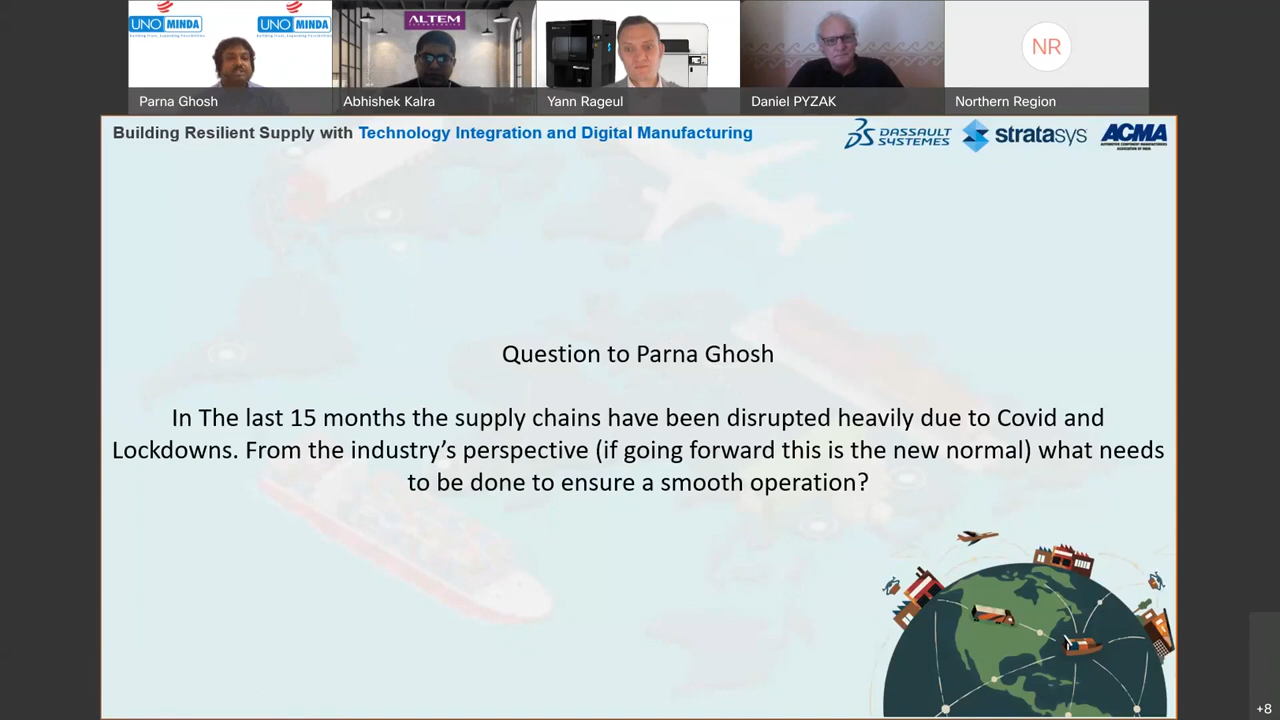 UNO MINDA
UNO MINDA
ALTEM
TECHNOLOGIES
Parna Ghosh
Abhishek Kalra
Yann Rageul
Daniel PYZAK
NR
Northern Region
Building Resilient Supply with Technology Integration and Digital Manufacturing
DASSAULT
SYSTEMES
stratasys
ACMA
Question to Parna Ghosh
In The last 15 months the supply chains have been disrupted heavily due to Covid and
Lockdowns. From the industry’s perspective (if going forward this is the new normal) what needs
to be done to ensure a smooth operation?
+8